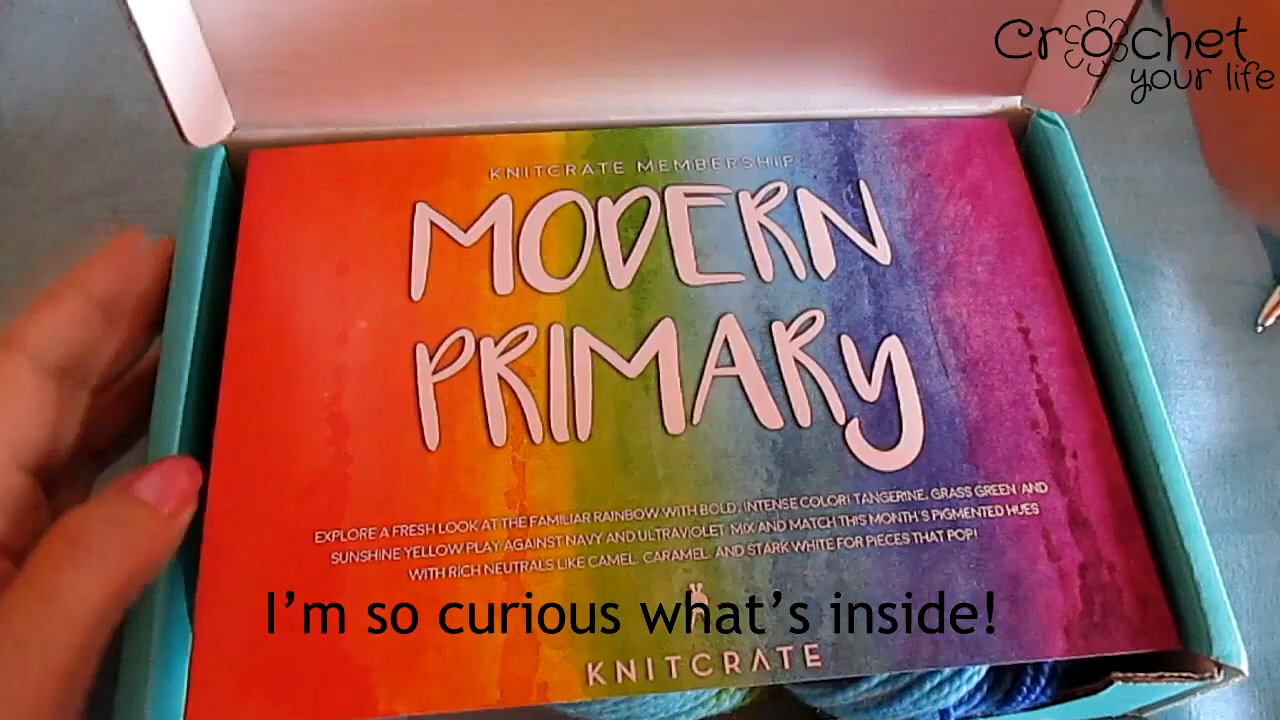 Crochet
your life
KNITCRATE MEMBERSHIP
MODERN
PRIMARY
EXPLORE A FRESH LOOK AT THE FAMILIAR RAINBOW WITH BOLD, INTENSE COLOR! TANGERINE, GRASS GREEN AND
SUNSHINE YELLOW PLAY AGAINST NAVY AND ULTRAVIOLET. MIX AND MATCH THIS MONTH'S PIGMENTED HUES
WITH RICH NEUTRALS LIKE CAMEL, CARAMEL, AND STARK WHITE FOR PIECES THAT POP!
I'm so curious what's inside!
KNITCRATE